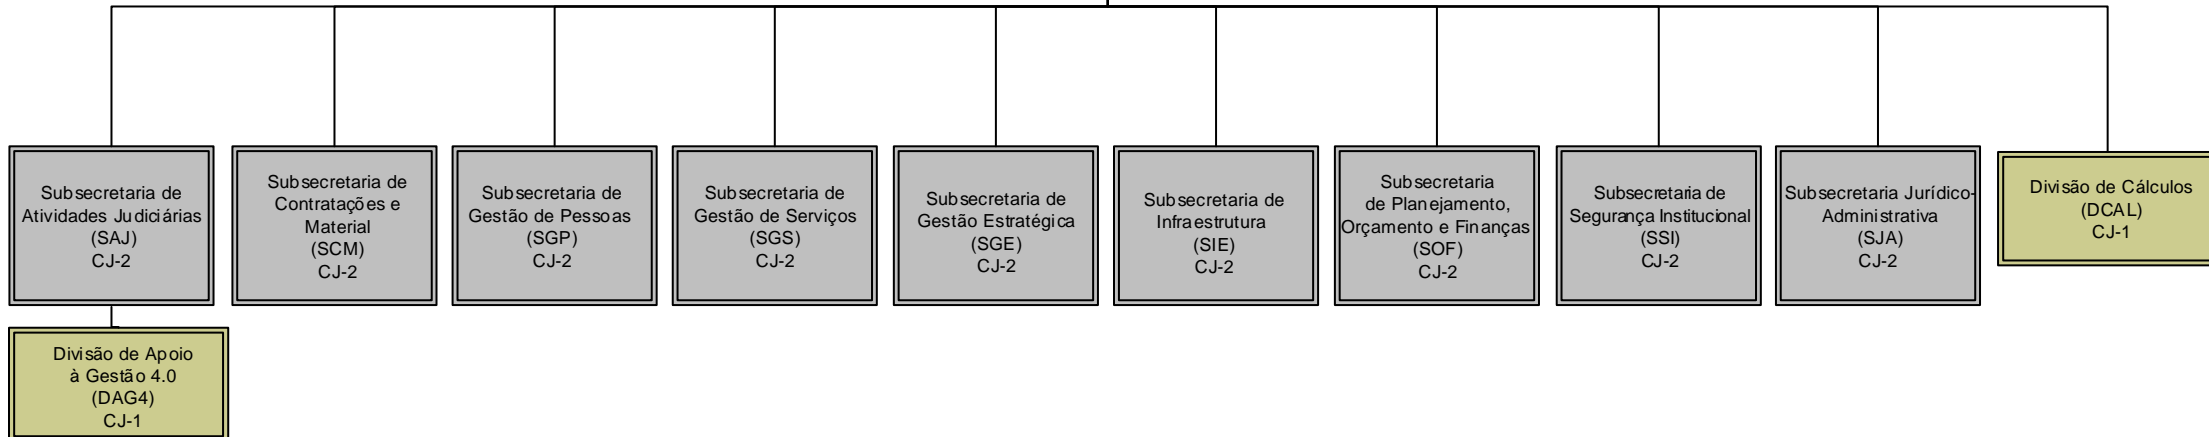 Subsecretaria de
Atividades Judiciárias
(SAJ)
CJ-2
Subsecretaria de
Contratações e
Material
(SCM)
CJ-2
Subsecretaria de
Gestão de Pessoas
(SGP)
CJ-2
Subsecretaria de
Gestão de Serviços
(SGS)
CJ-2
Subsecretaria de
Gestão Estratégica
(SGE)
CJ-2
Subsecretaria de
Infraestrutura
(SIE)
CJ-2
Subsecretaria
de Planejamento,
Orçamento e Finanças
(SOF)
CJ-2
Subsecretaria de
Segurança Institucional
(SSI)
CJ-2
Subsecretaria Jurídico-
Administrativa
(SJA)
CJ-2
Divisão de Cálculos
(DCAL)
CJ-1
Divisão de Apoio
à Gestão 4.0
(DAG4)
CJ-1